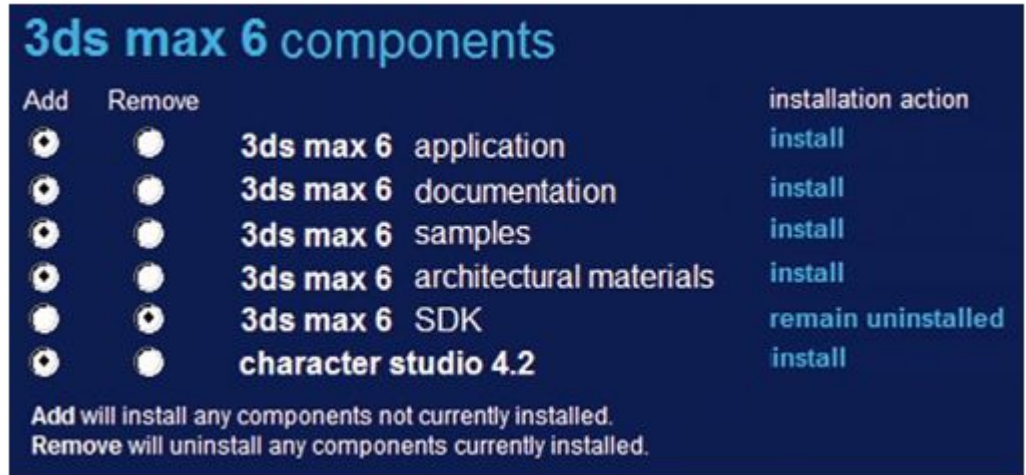 3ds max 6 components
Add Remove installation action
3ds max 6 application install
3ds max 6 documentation install
3ds max 6 samples install
3ds max 6 architectural materials install
3ds max 6 SDK remain uninstalled
character studio 4.2 install
Add will install any components not currently installed.
Remove will uninstall any components currently installed.